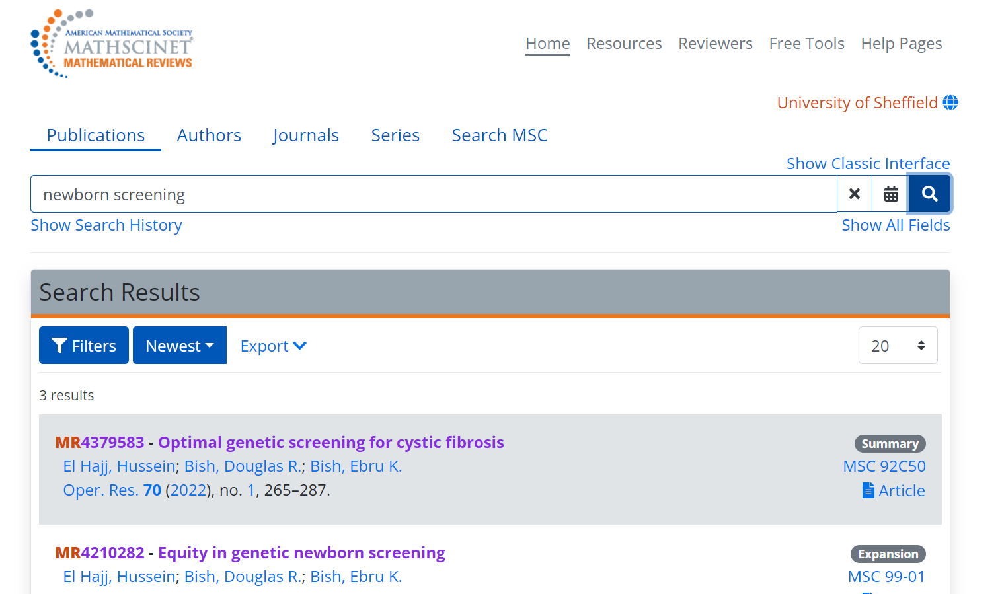 AMERICAN MATHEMATICAL SOCIETY
MATHSCINET®
MATHEMATICAL REVIEWS
Home Resources Reviewers Free Tools Help Pages
University of Sheffield
Publications Authors Journals Series Search MSC
Show Classic Interface
newborn screening
Show Search History Show All Fields
Search Results
Filters Newest Export 20
3 results
MR4379583 - Optimal genetic screening for cystic fibrosis Summary
El Hajj, Hussein; Bish, Douglas R.; Bish, Ebru K. MSC 92C50
Oper. Res. 70 (2022), no. 1, 265–287. Article
MR4210282 - Equity in genetic newborn screening Expansion
El Hajj, Hussein; Bish, Douglas R.; Bish, Ebru K. MSC 99-01